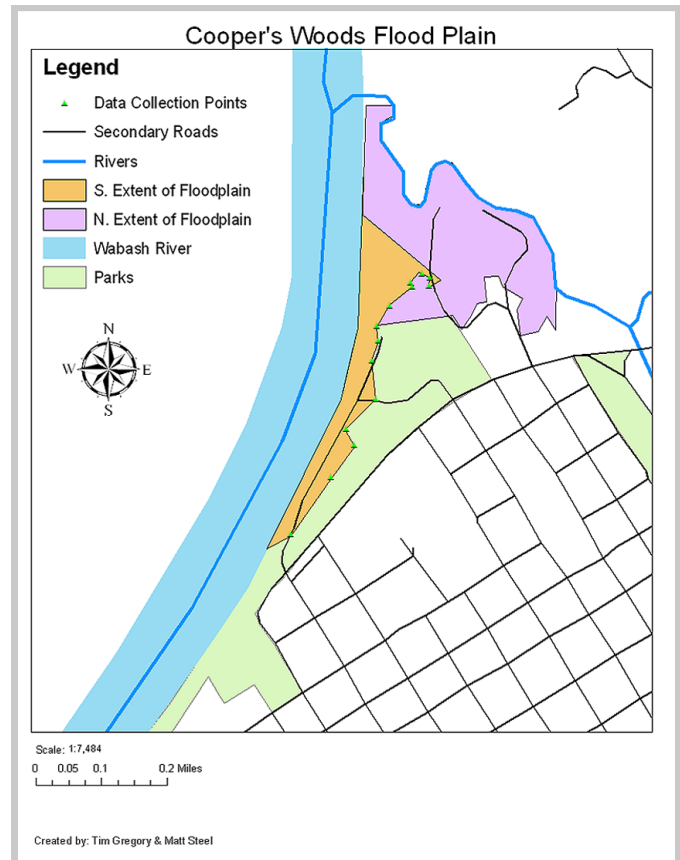 Cooper's Woods Flood Plain
Legend
Data Collection Points
Secondary Roads
Rivers
S. Extent of Floodplain
N. Extent of Floodplain
Wabash River
Parks
N
W E
S
Scale: 1:7,484
0 0.05 0.1 0.2 Miles
Created by: Tim Gregory & Matt Steel